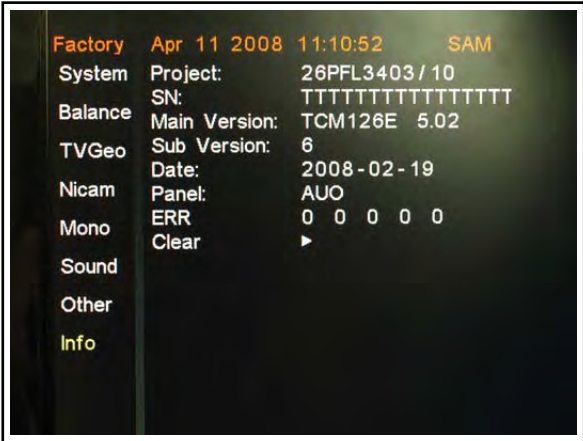 Factory Apr 11 2008 11:10:52 SAM
System Project: 26PFL3403/10
SN: TTTTTTTTTTTTTTTT
Balance Main Version: TCM126E 5.02
TVGeo Sub Version: 6
Date: 2008-02-19
Nicam Panel: AUO
ERR 0 0 0 0 0
Mono
Clear ►
Sound
Other
Info